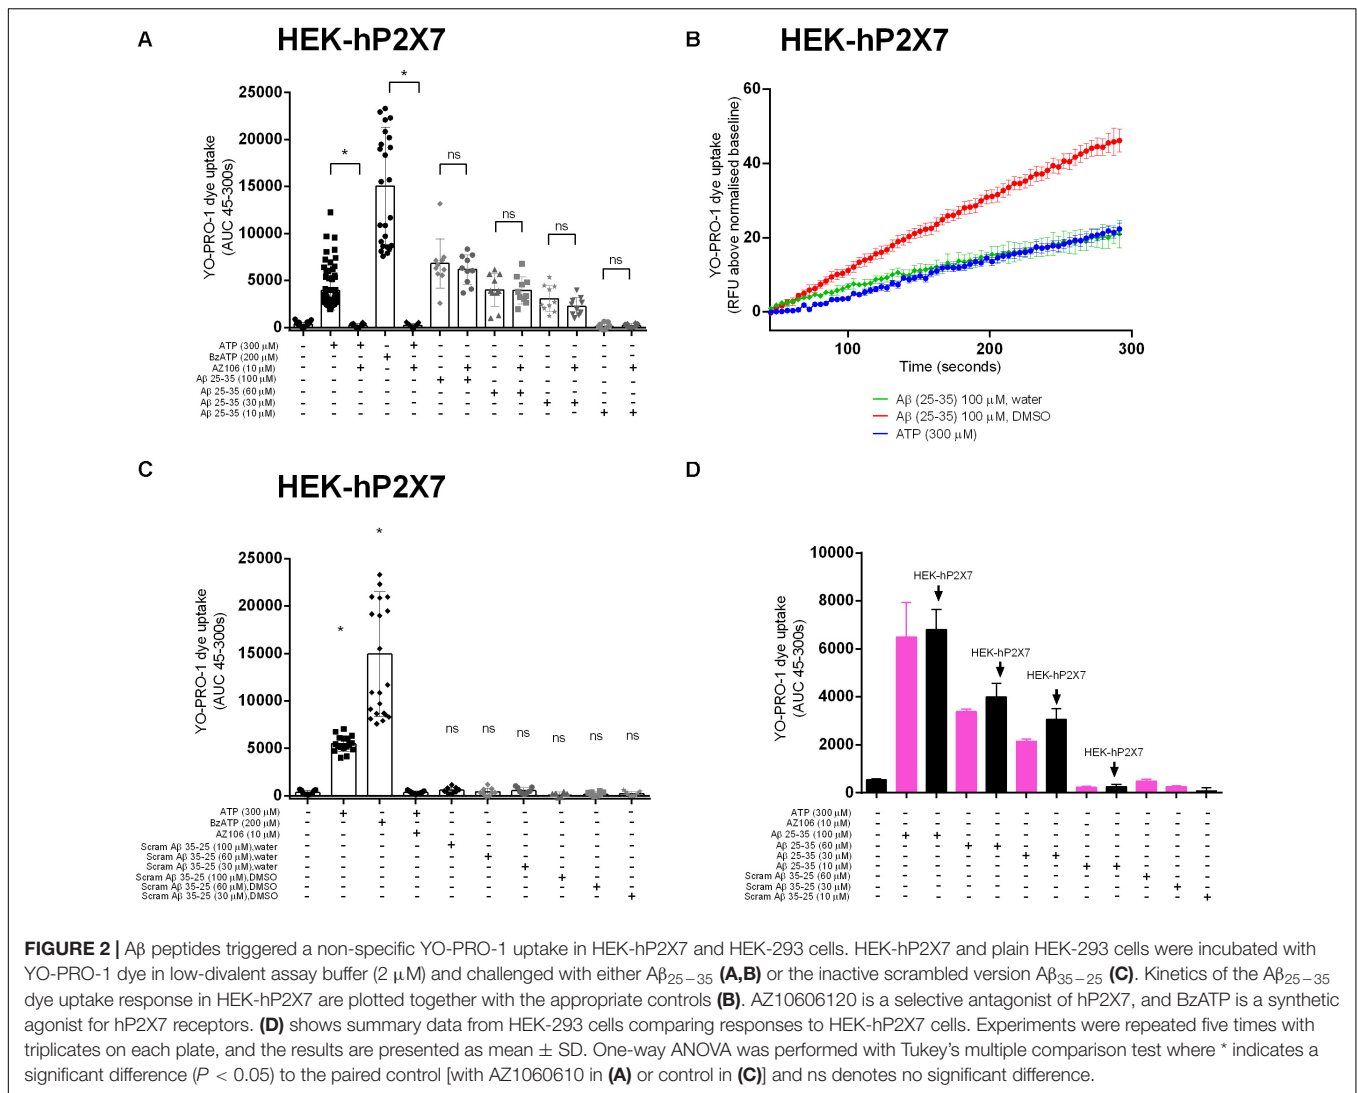 A
HEK-hP2X7
YO-PRO-1 dye uptake
(AUC 45-300s)
25000
20000
15000
10000
5000
0
*
*
ns
ns
ns
ns
ATP (300 µM) - + + - - - - - - - - - -
BzATP (200 µM) - - - + - - - - - - - - -
AZ106 (10 µM) - - + - + - + - + - + - +
Aβ 25-35 (100 µM) - - - - - + + - - - - - -
Aβ 25-35 (60 µM)
Aβ 25-35 (30 µM)
Aβ 25-35 (10 µM)
B
HEK-hP2X7
YO-PRO-1 dye uptake
(RFU above normalised baseline)
60
40
20
0
100 200 300
Time (seconds)
Aβ (25-35) 100 µM, water
Aβ (25-35) 100 µM, DMSO
ATP (300 µM)
C
HEK-hP2X7
YO-PRO-1 dye uptake
(AUC 45-300s)
25000
20000
15000
10000
5000
0
*
*
ns ns ns ns ns ns
ATP (300 µM)
BzATP (200 µM)
AZ106 (10 µM)
Scram Aβ 35-25 (100 µM),water
Scram Aβ 35-25 (60 µM),water
Scram Aβ 35-25 (30 µM),water
Scram Aβ 35-25 (100 µM),DMSO
Scram Aβ 35-25 (60 µM),DMSO
Scram Aβ 35-25 (30 µM),DMSO
D
YO-PRO-1 dye uptake
(AUC 45-300s)
10000
8000
6000
4000
2000
0
HEK-hP2X7
HEK-hP2X7
HEK-hP2X7
HEK-hP2X7
ATP (300 µM)
AZ106 (10 µM)
Aβ 25-35 (100 µM)
Aβ 25-35 (60 µM)
Aβ 25-35 (30 µM)
Aβ 25-35 (10 µM)
Scram Aβ 35-25 (60 µM)
Scram Aβ 35-25 (30 µM)
Scram Aβ 35-25 (10 µM)
FIGURE 2 | Aβ peptides triggered a non-specific YO-PRO-1 uptake in HEK-hP2X7 and HEK-293 cells. HEK-hP2X7 and plain HEK-293 cells were incubated with
YO-PRO-1 dye in low-divalent assay buffer (2 µM) and challenged with either Aβ25−35 (A,B) or the inactive scrambled version Aβ35−25 (C). Kinetics of the Aβ25−35
dye uptake response in HEK-hP2X7 are plotted together with the appropriate controls (B). AZ10606120 is a selective antagonist of hP2X7, and BzATP is a synthetic
agonist for hP2X7 receptors. (D) shows summary data from HEK-293 cells comparing responses to HEK-hP2X7 cells. Experiments were repeated five times with
triplicates on each plate, and the results are presented as mean ± SD. One-way ANOVA was performed with Tukey's multiple comparison test where * indicates a
significant difference (P < 0.05) to the paired control [with AZ1060610 in (A) or control in (C)] and ns denotes no significant difference.